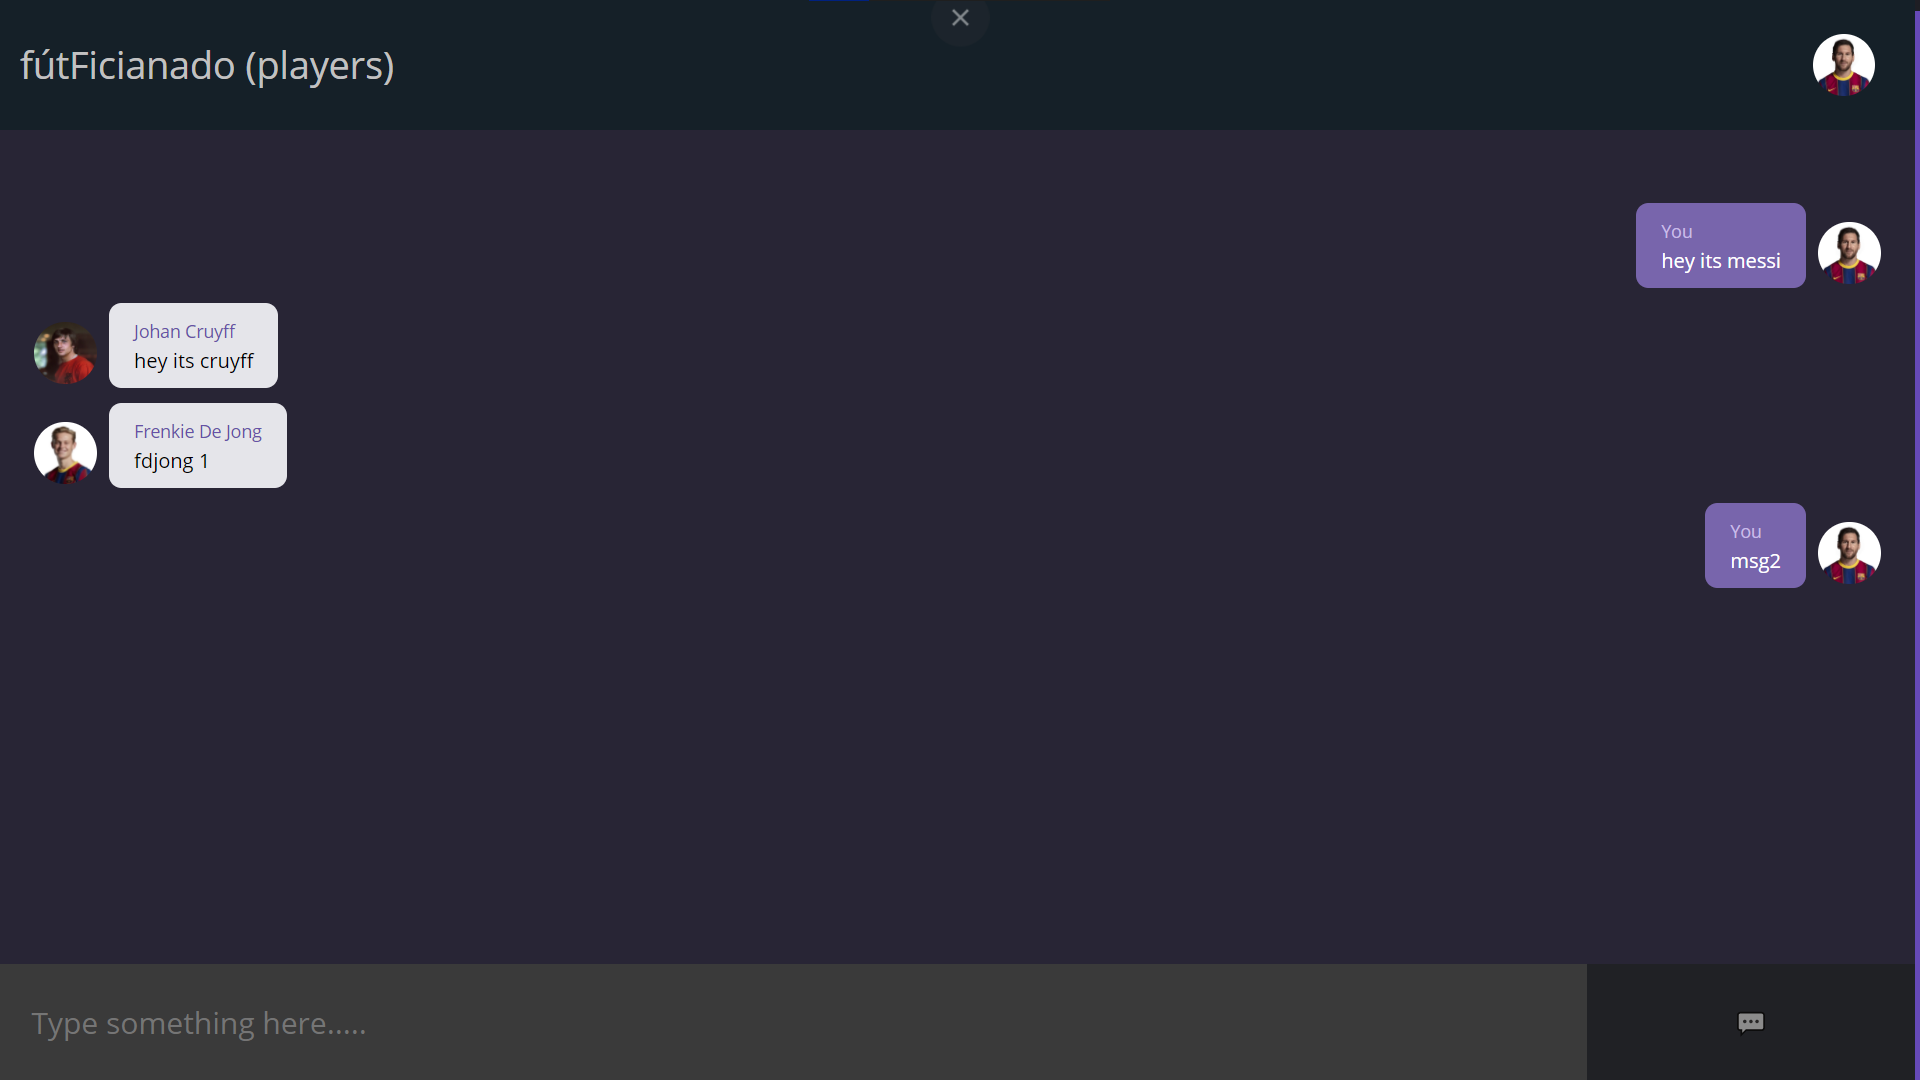 fútFicianado (players)
You
hey its messi
Johan Cruyff
hey its cruyff
Frenkie De Jong
fdjong 1
You
msg2
Type something here.....